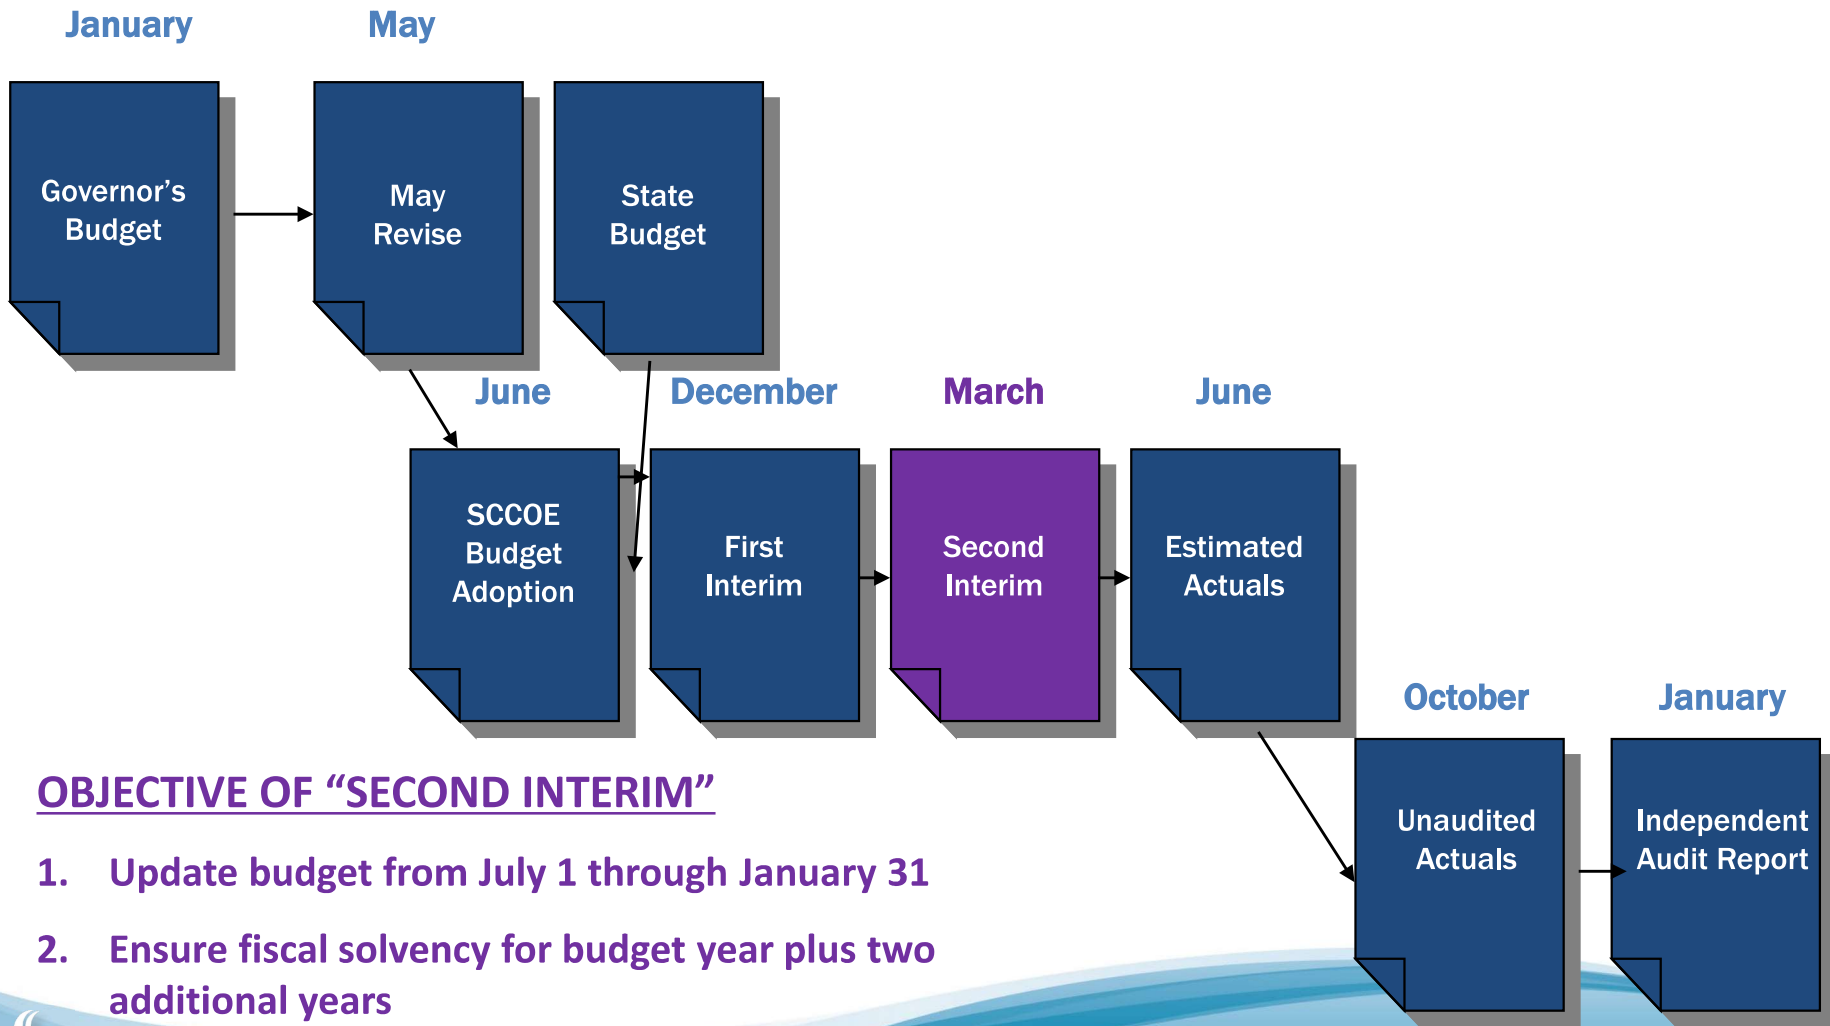 January
May
Governor’s
Budget
May
Revise
State
Budget
June
December
March
June
SCCOE
Budget
Adoption
First
Interim
Second
Interim
Estimated
Actuals
October
January
Unaudited
Actuals
Independent
Audit Report
OBJECTIVE OF “SECOND INTERIM”
1. Update budget from July 1 through January 31
2. Ensure fiscal solvency for budget year plus two
additional years